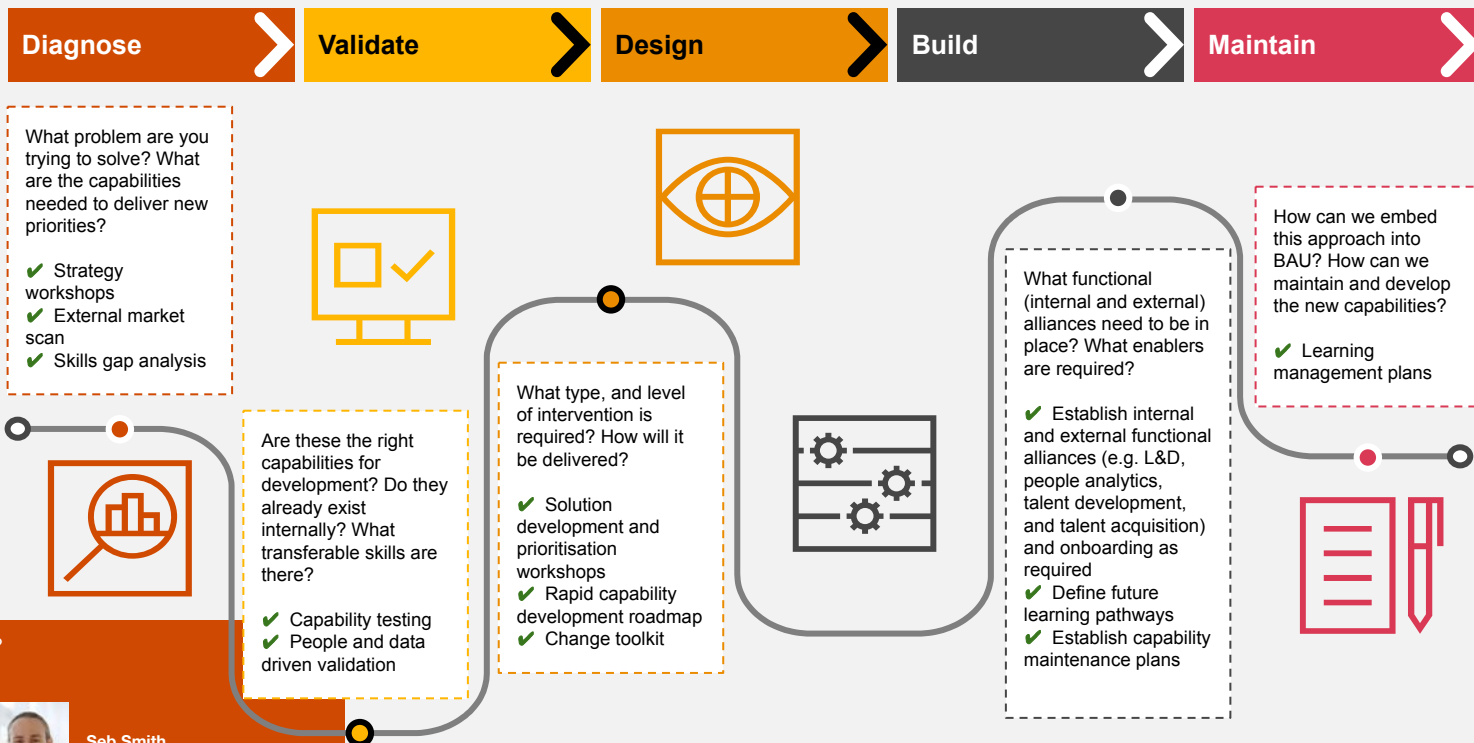 Diagnose
Validate
Design
Build
Maintain
What problem are you
trying to solve? What
are the capabilities
needed to deliver new
priorities?
✔ Strategy
workshops
✔ External market
scan
✔ Skills gap analysis
Are these the right
capabilities for
development? Do they
already exist
internally? What
transferable skills are
there?
✔ Capability testing
✔ People and data
driven validation
What type, and level
of intervention is
required? How will it
be delivered?
✔ Solution
development and
prioritisation
workshops
✔ Rapid capability
development roadmap
✔ Change toolkit
What functional
(internal and external)
alliances need to be in
place? What enablers
are required?
✔ Establish internal
and external functional
alliances (e.g. L&D,
people analytics,
talent development,
and talent acquisition)
and onboarding as
required
✔ Define future
learning pathways
✔ Establish capability
maintenance plans
How can we embed
this approach into
BAU? How can we
maintain and develop
the new capabilities?
✔ Learning
management plans
Seb Smith